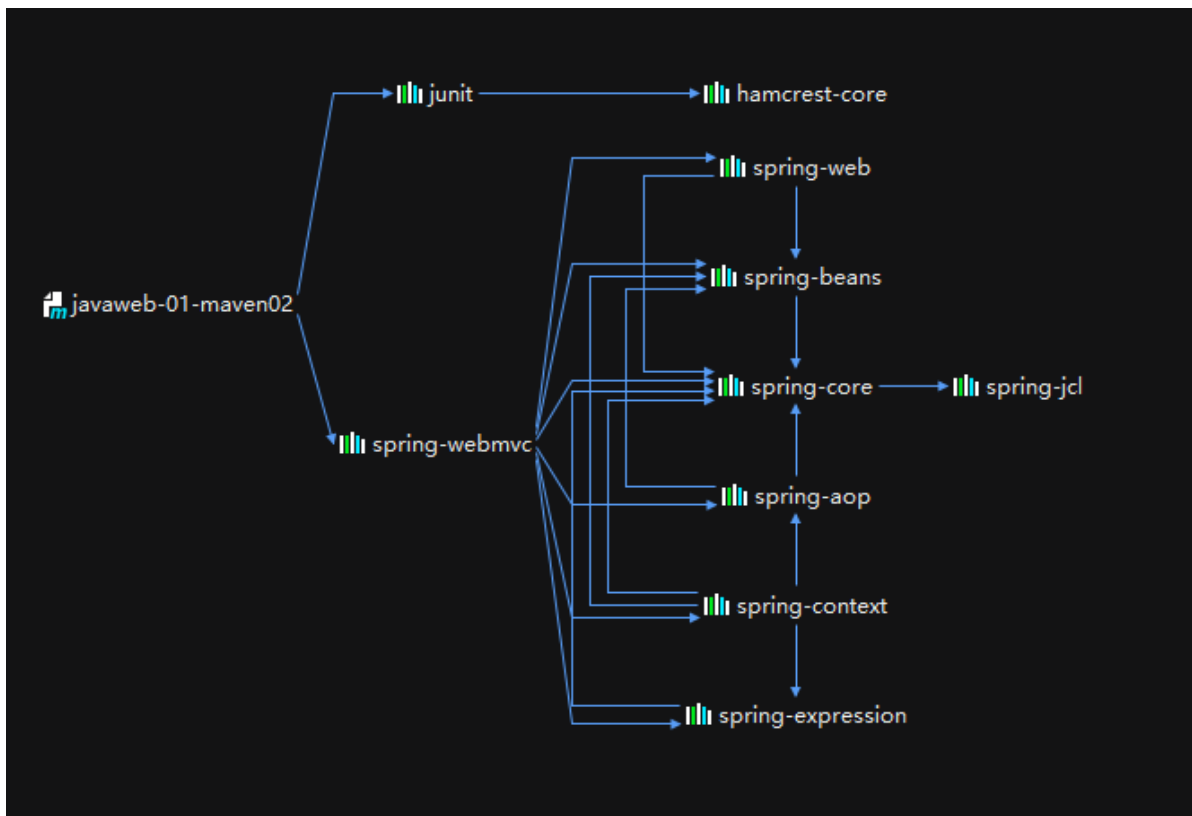 junit
hamcrest-core
spring-web
spring-beans
javaweb-01-maven02
spring-core
spring-jcl
spring-webmvc
spring-aop
spring-context
spring-expression